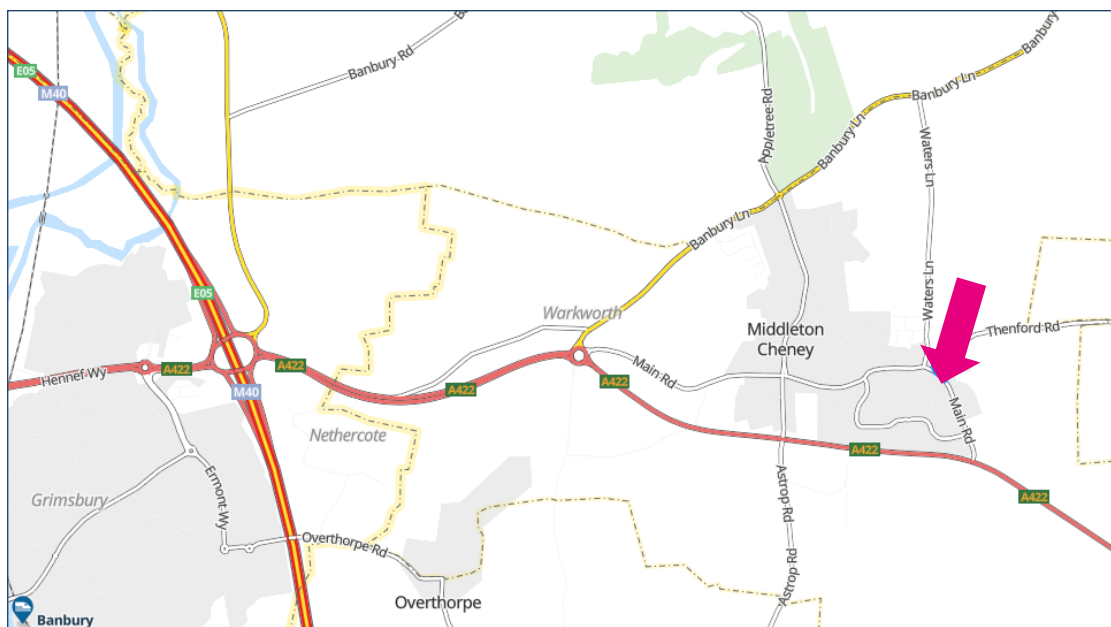 Banbury Rd
Ba
E05
M40
Appletree Rd
Banbury Ln
Banbury Ln
Banbury
Waters Ln
Banbury Ln
Waters Ln
E05
Warkworth
Middleton
Cheney
Thenford Rd
Hennef Wy
A422
A422
M40
A422
Main Rd
A422
Main Rd
Nethercote
A422
A422
Grimsbury
Ermont Wy
Astrop Rd
Overthorpe Rd
Astrop Rd
Overthorpe
Banbury